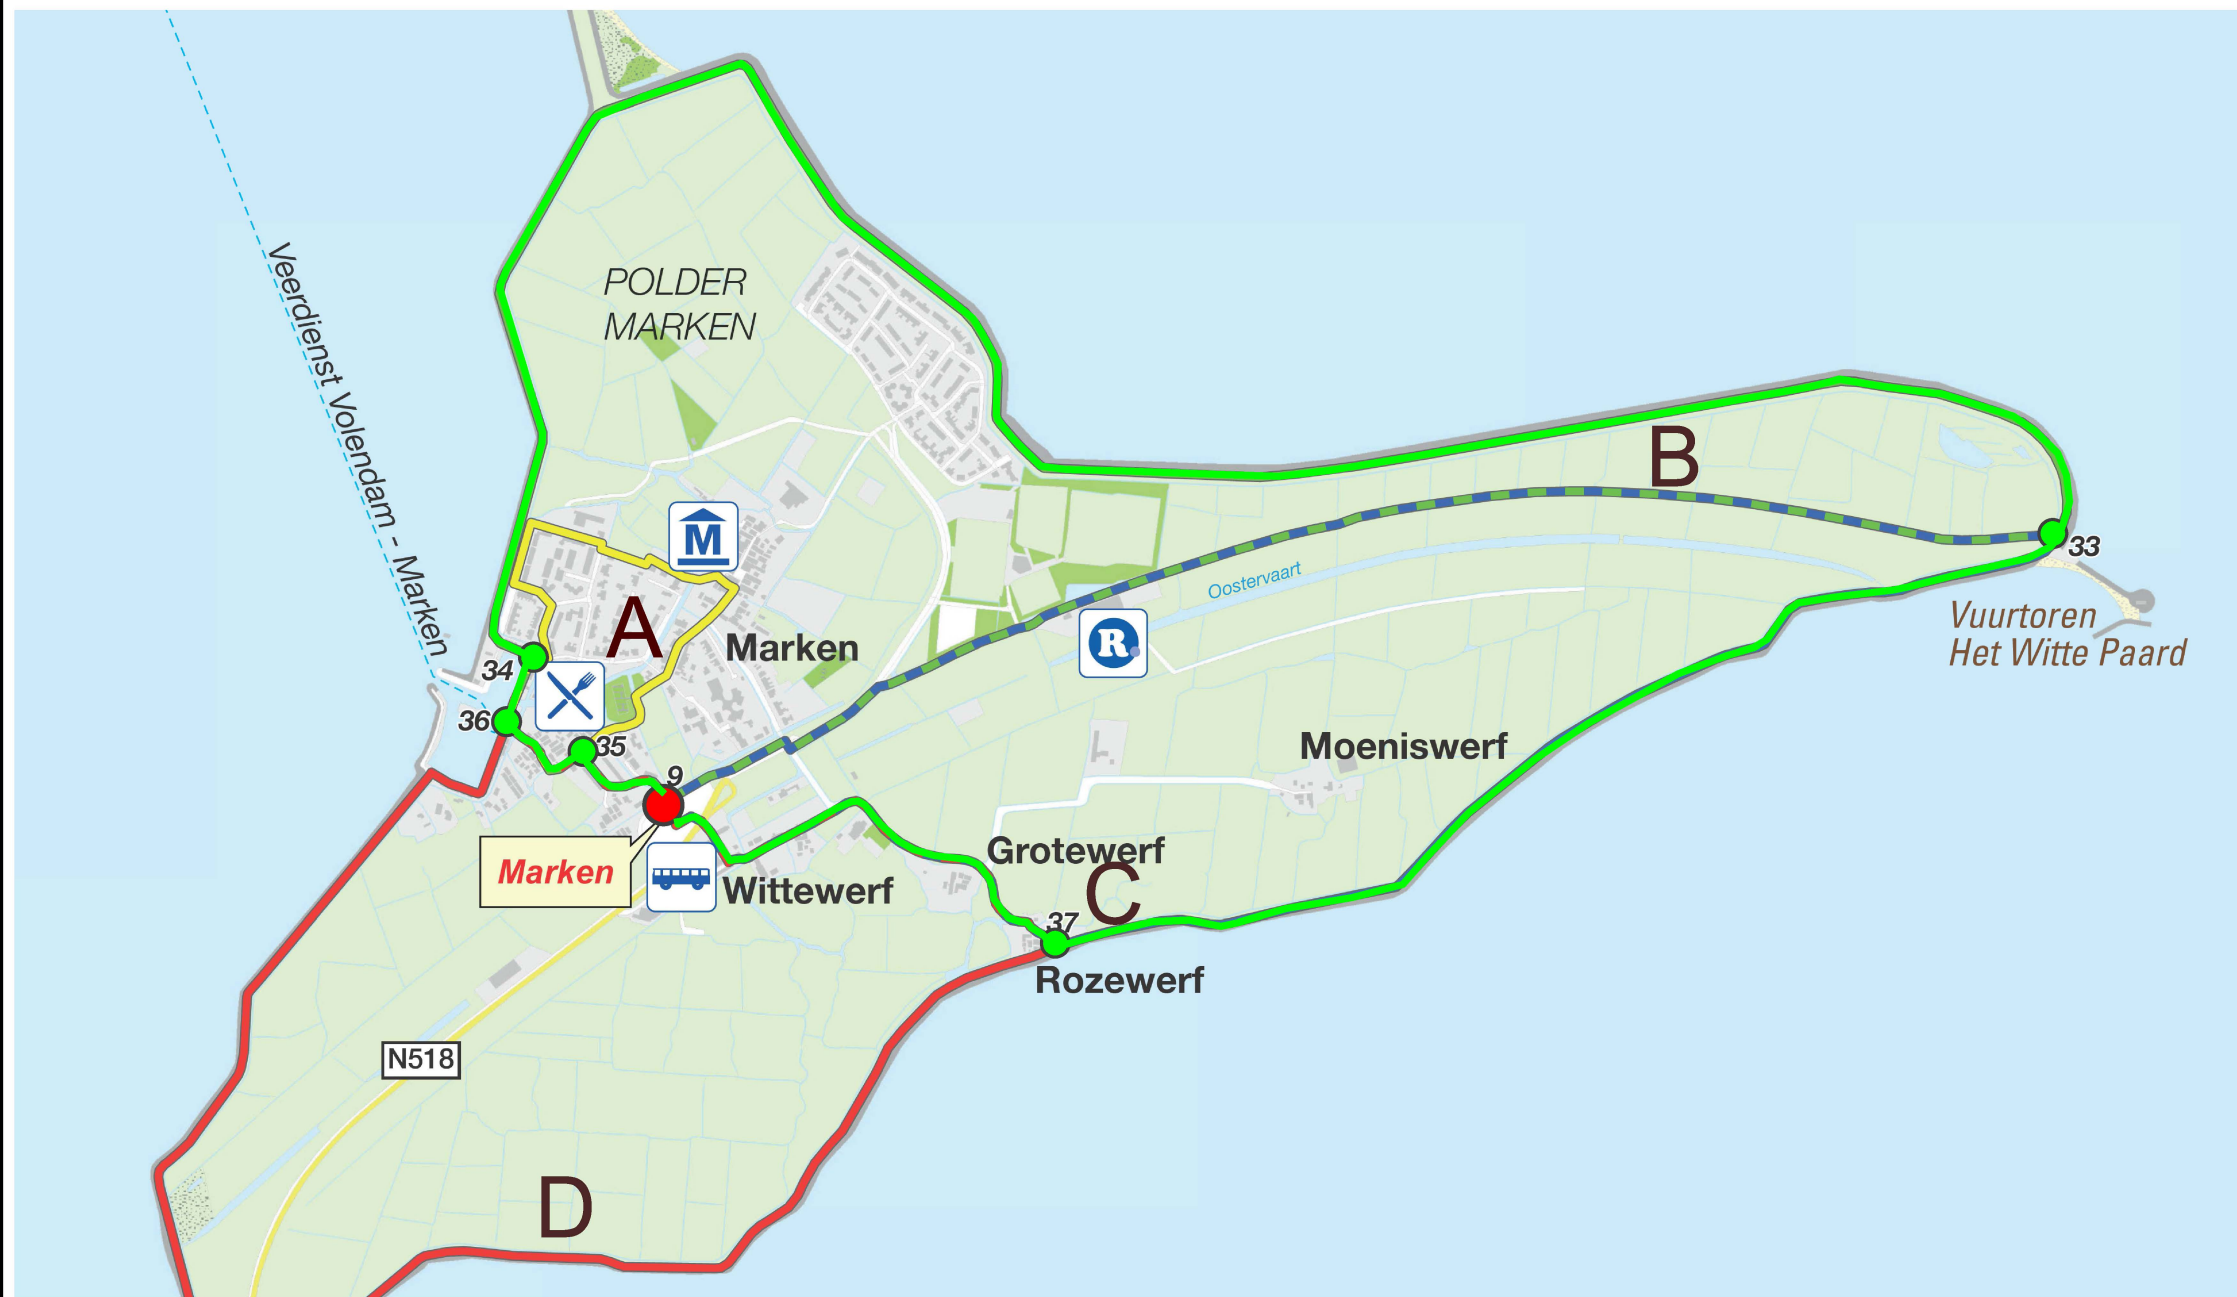 POLDER
MARKEN
Veerdienst Volendam - Marken
B
33
M
Oostervaart
Vuurtoren
Het Witte Paard
A
Marken
R.
34
36
35
Moeniswerf
9
Marken
Wittewerf
Grotewerf
C
37
Rozewerf
N518
D